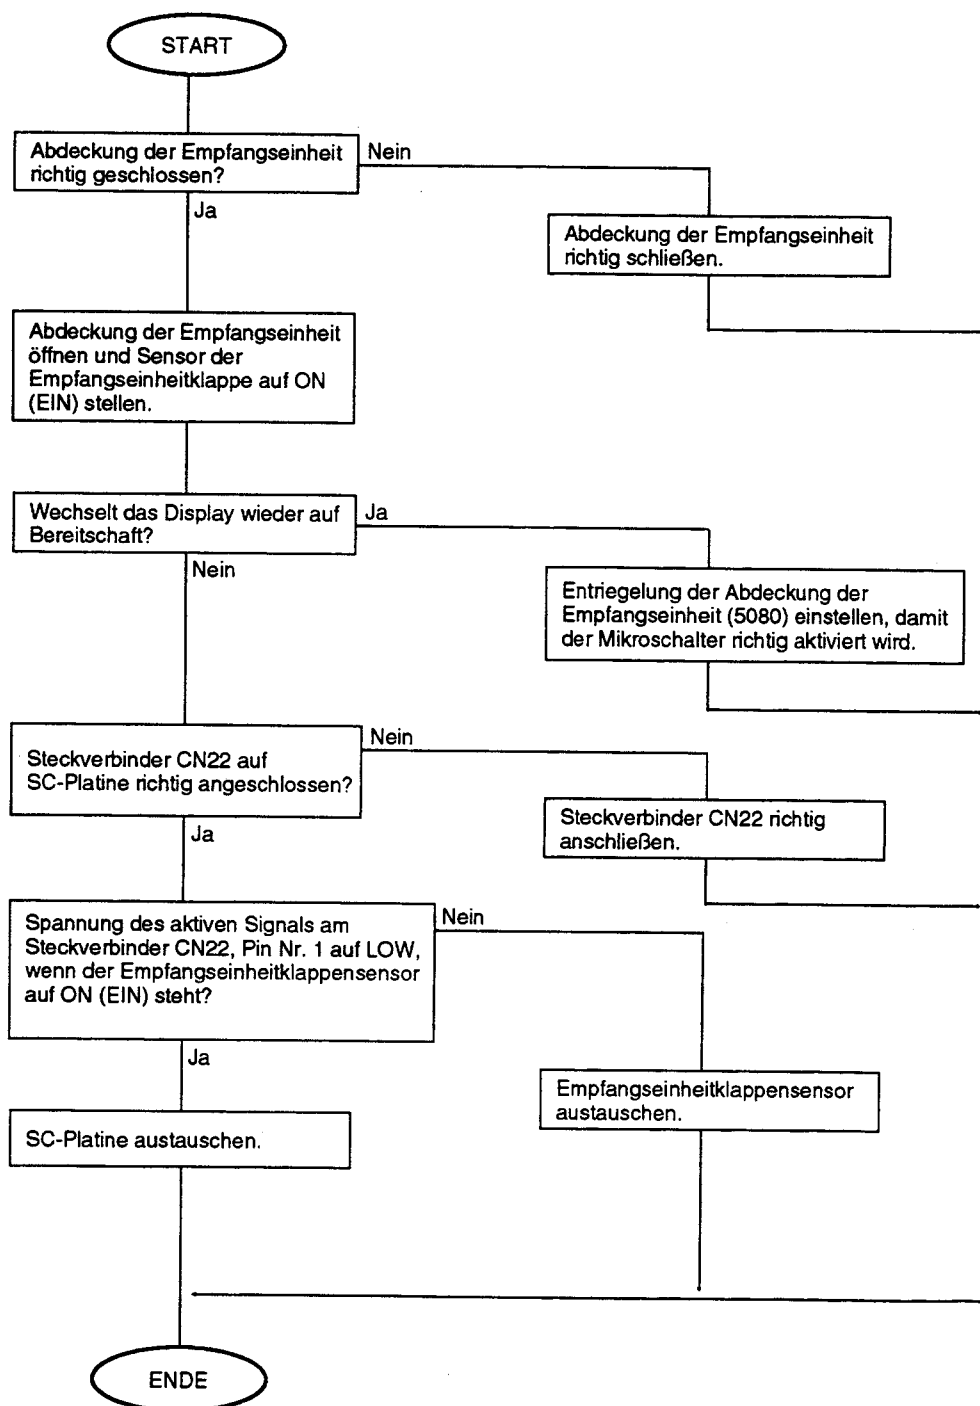 START
Abdeckung der Empfangseinheit
richtig geschlossen?
Nein
Ja
Abdeckung der Empfangseinheit
richtig schließen.
Abdeckung der Empfangseinheit
öffnen und Sensor der
Empfangseinheitklappe auf ON
(EIN) stellen.
Wechselt das Display wieder auf
Bereitschaft?
Ja
Nein
Entriegelung der Abdeckung der
Empfangseinheit (5080) einstellen, damit
der Mikroschalter richtig aktiviert wird.
Steckverbinder CN22 auf
SC-Platine richtig angeschlossen?
Nein
Ja
Steckverbinder CN22 richtig
anschließen.
Spannung des aktiven Signals am
Steckverbinder CN22, Pin Nr. 1 auf LOW,
wenn der Empfangseinheitklappensensor
auf ON (EIN) steht?
Nein
Ja
Empfangseinheitklappensensor
austauschen.
SC-Platine austauschen.
ENDE